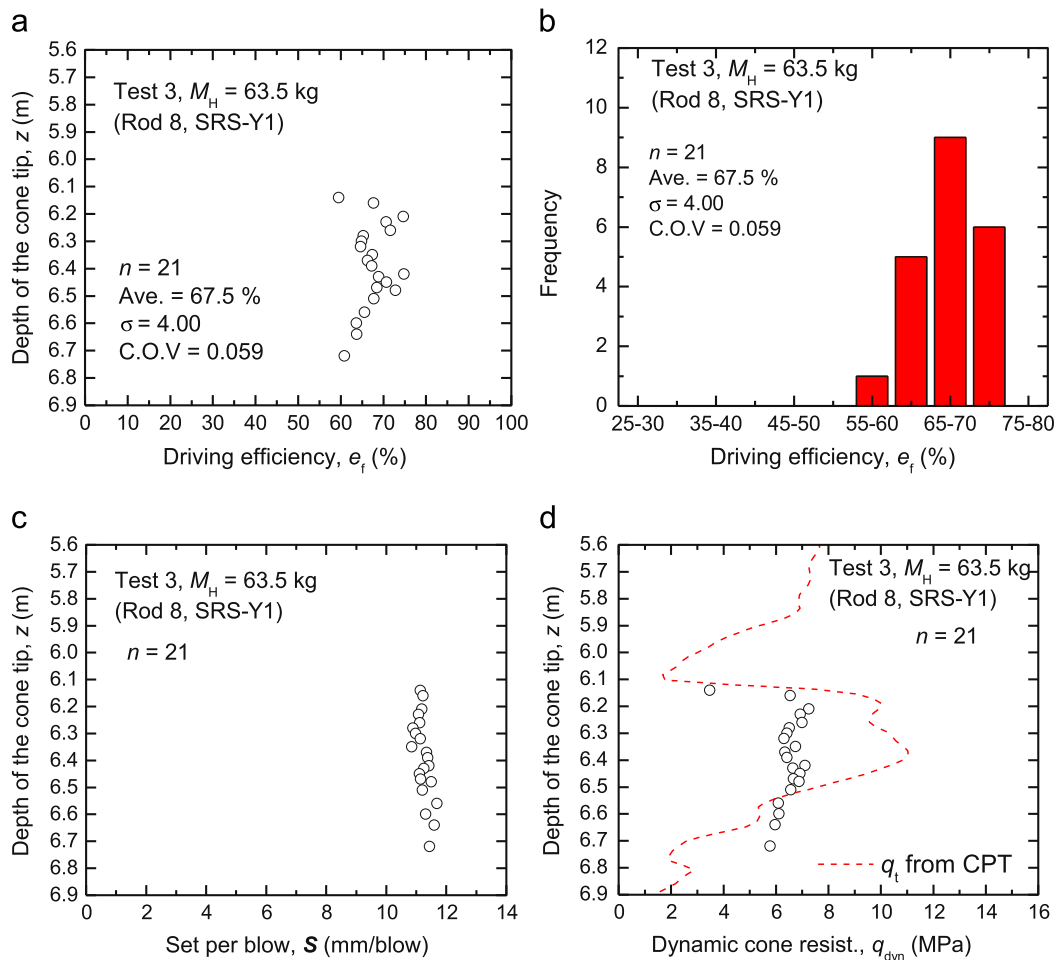 a
5.6
5.7
5.8
5.9
6.0
6.1
6.2
6.3
6.4
6.5
6.6
6.7
6.8
6.9
Depth of the cone tip, z (m)
Test 3, M_H = 63.5 kg
(Rod 8, SRS-Y1)
n = 21
Ave. = 67.5 %
σ = 4.00
C.O.V = 0.059
0 10 20 30 40 50 60 70 80 90 100
Driving efficiency, e_f (%)
b
12
10
8
6
4
2
0
Frequency
Test 3, M_H = 63.5 kg
(Rod 8, SRS-Y1)
n = 21
Ave. = 67.5 %
σ = 4.00
C.O.V = 0.059
25-30 35-40 45-50 55-60 65-70 75-80
Driving efficiency, e_f (%)
c
5.6
5.7
5.8
5.9
6.0
6.1
6.2
6.3
6.4
6.5
6.6
6.7
6.8
6.9
Depth of the cone tip, z (m)
Test 3, M_H = 63.5 kg
(Rod 8, SRS-Y1)
n = 21
0 2 4 6 8 10 12 14
Set per blow, S (mm/blow)
d
5.6
5.7
5.8
5.9
6.0
6.1
6.2
6.3
6.4
6.5
6.6
6.7
6.8
6.9
Depth of the cone tip, z (m)
Test 3, M_H = 63.5 kg
(Rod 8, SRS-Y1)
n = 21
q_t from CPT
0 2 4 6 8 10 12 14 16
Dynamic cone resist., q_dyn (MPa)